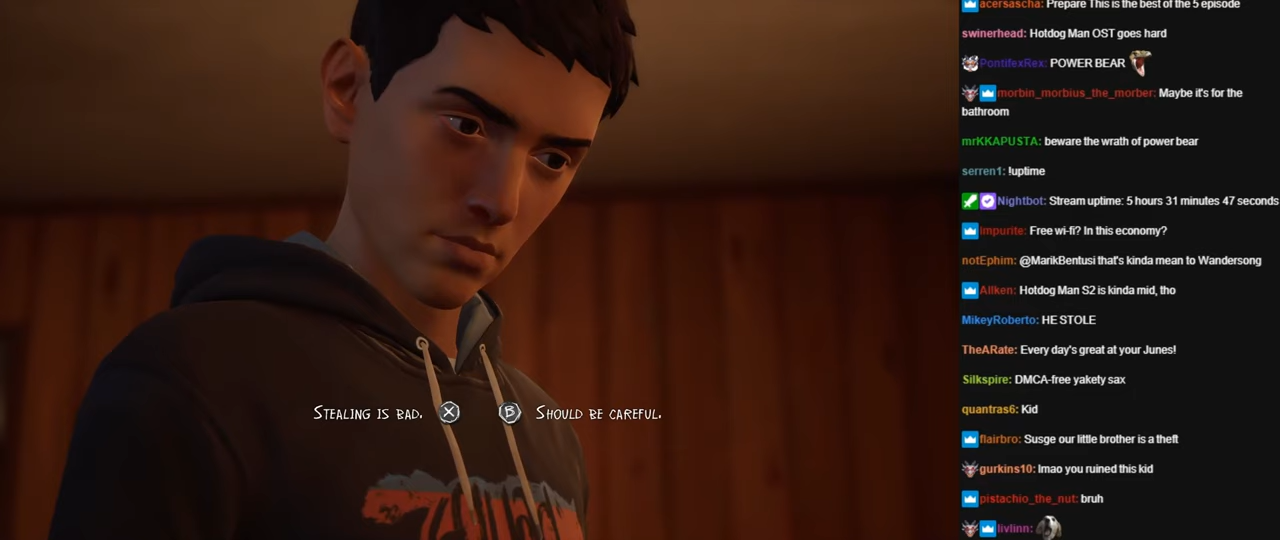 acersascha: Prepare This is the best of the 5 episode
swinerhead: Hotdog Man OST goes hard
PontifexRex: POWER BEAR
morbin_morbius_the_morber: Maybe it's for the
bathroom
mrKKAPUSTA: beware the wrath of power bear
serren1: !uptime
Nightbot: Stream uptime: 5 hours 31 minutes 47 seconds
Impurite: Free wi-fi? In this economy?
notEphim: @MarikBentusi that's kinda mean to Wandersong
Allken: Hotdog Man S2 is kinda mid, tho
MikeyRoberto: HE STOLE
TheARate: Every day's great at your Junes!
Silkspire: DMCA-free yakety sax
quantras6: Kid
flairbro: Susge our little brother is a theft
gurkins10: lmao you ruined this kid
pistachio_the_nut: bruh
livlinn:
STEALING IS BAD. X B SHOULD BE CAREFUL.